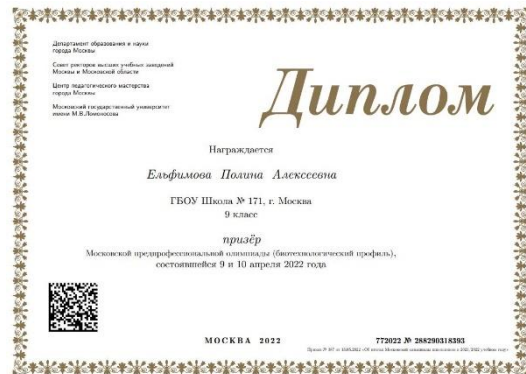 Департамент образования и науки
города Москвы
Совет ректоров высших учебных заведений
Москвы и Московской области
Центр педагогического мастерства
города Москвы
Московский государственный университет
имени М.В.Ломоносова
Диплом
Награждается
Ельфимова Полина Алексеевна
ГБОУ Школа № 171, г. Москва
9 класс
призёр
Московской предпрофессиональной олимпиады (биотехнологический профиль),
состоявшейся 9 и 10 апреля 2022 года
МОСКВА 2022
772022 № 288290318393